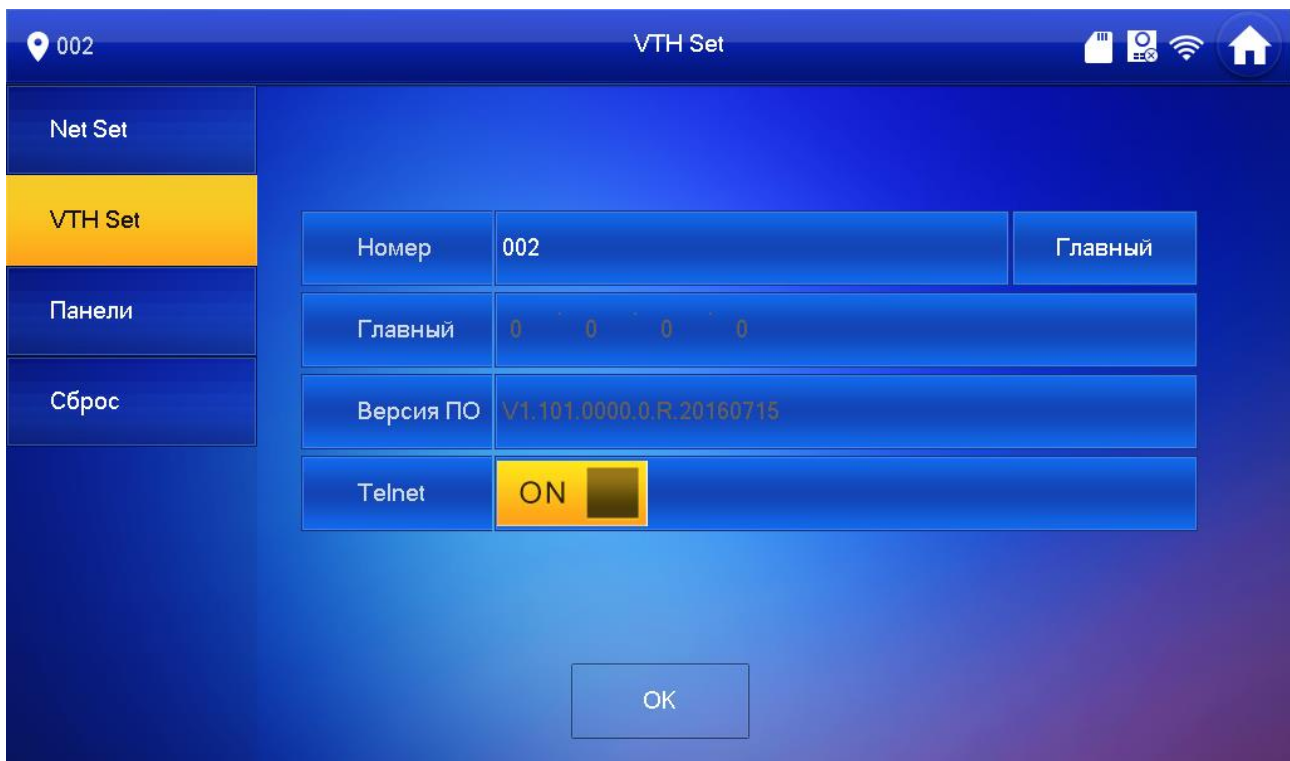 002
VTH Set
Net Set
VTH Set
Панели
Сброс
Номер 002 Главный
Главный 0 . 0 . 0 . 0
Версия ПО V1.101.0000.0.R.20160715
Telnet ON
OK